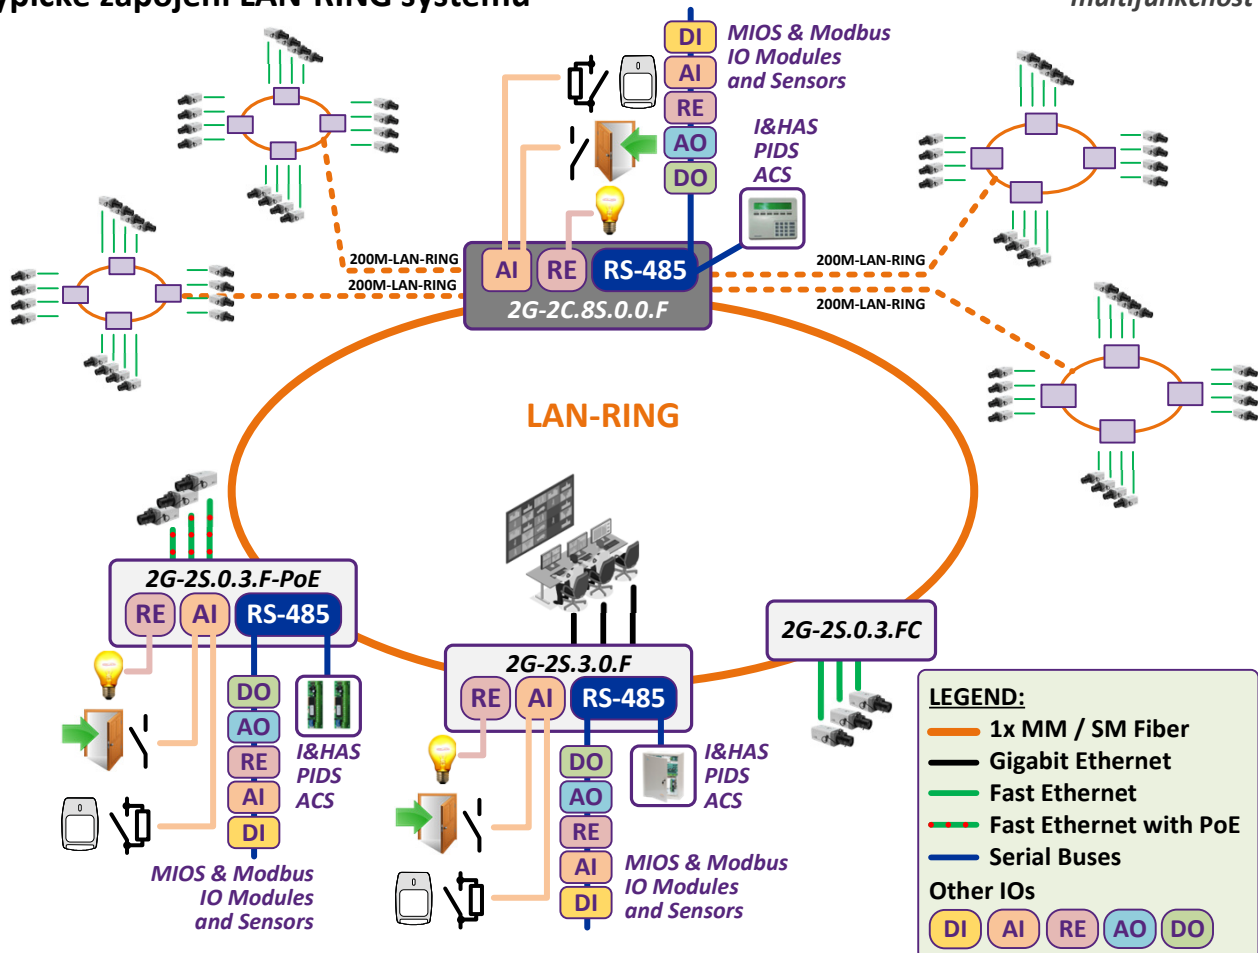 zapojení LAN-RING systému
DI
AI
RE
AO
DO
MIOS & Modbus
IO Modules
and Sensors
I&HAS
PIDS
ACS
200M-LAN-RING
200M-LAN-RING
200M-LAN-RING
200M-LAN-RING
AI
RE
RS-485
2G-2C.8S.0.0.F
LAN-RING
2G-2S.0.3.F-PoE
RE
AI
RS-485
DO
AO
RE
AI
DI
I&HAS
PIDS
ACS
MIOS & Modbus
IO Modules
and Sensors
2G-2S.3.0.F
RE
AI
RS-485
DO
AO
RE
AI
DI
I&HAS
PIDS
ACS
MIOS & Modbus
IO Modules
and Sensors
2G-2S.0.3.FC
LEGEND:
1x MM / SM Fiber
Gigabit Ethernet
Fast Ethernet
Fast Ethernet with PoE
Serial Buses
Other IOs
DI
AI
RE
AO
DO